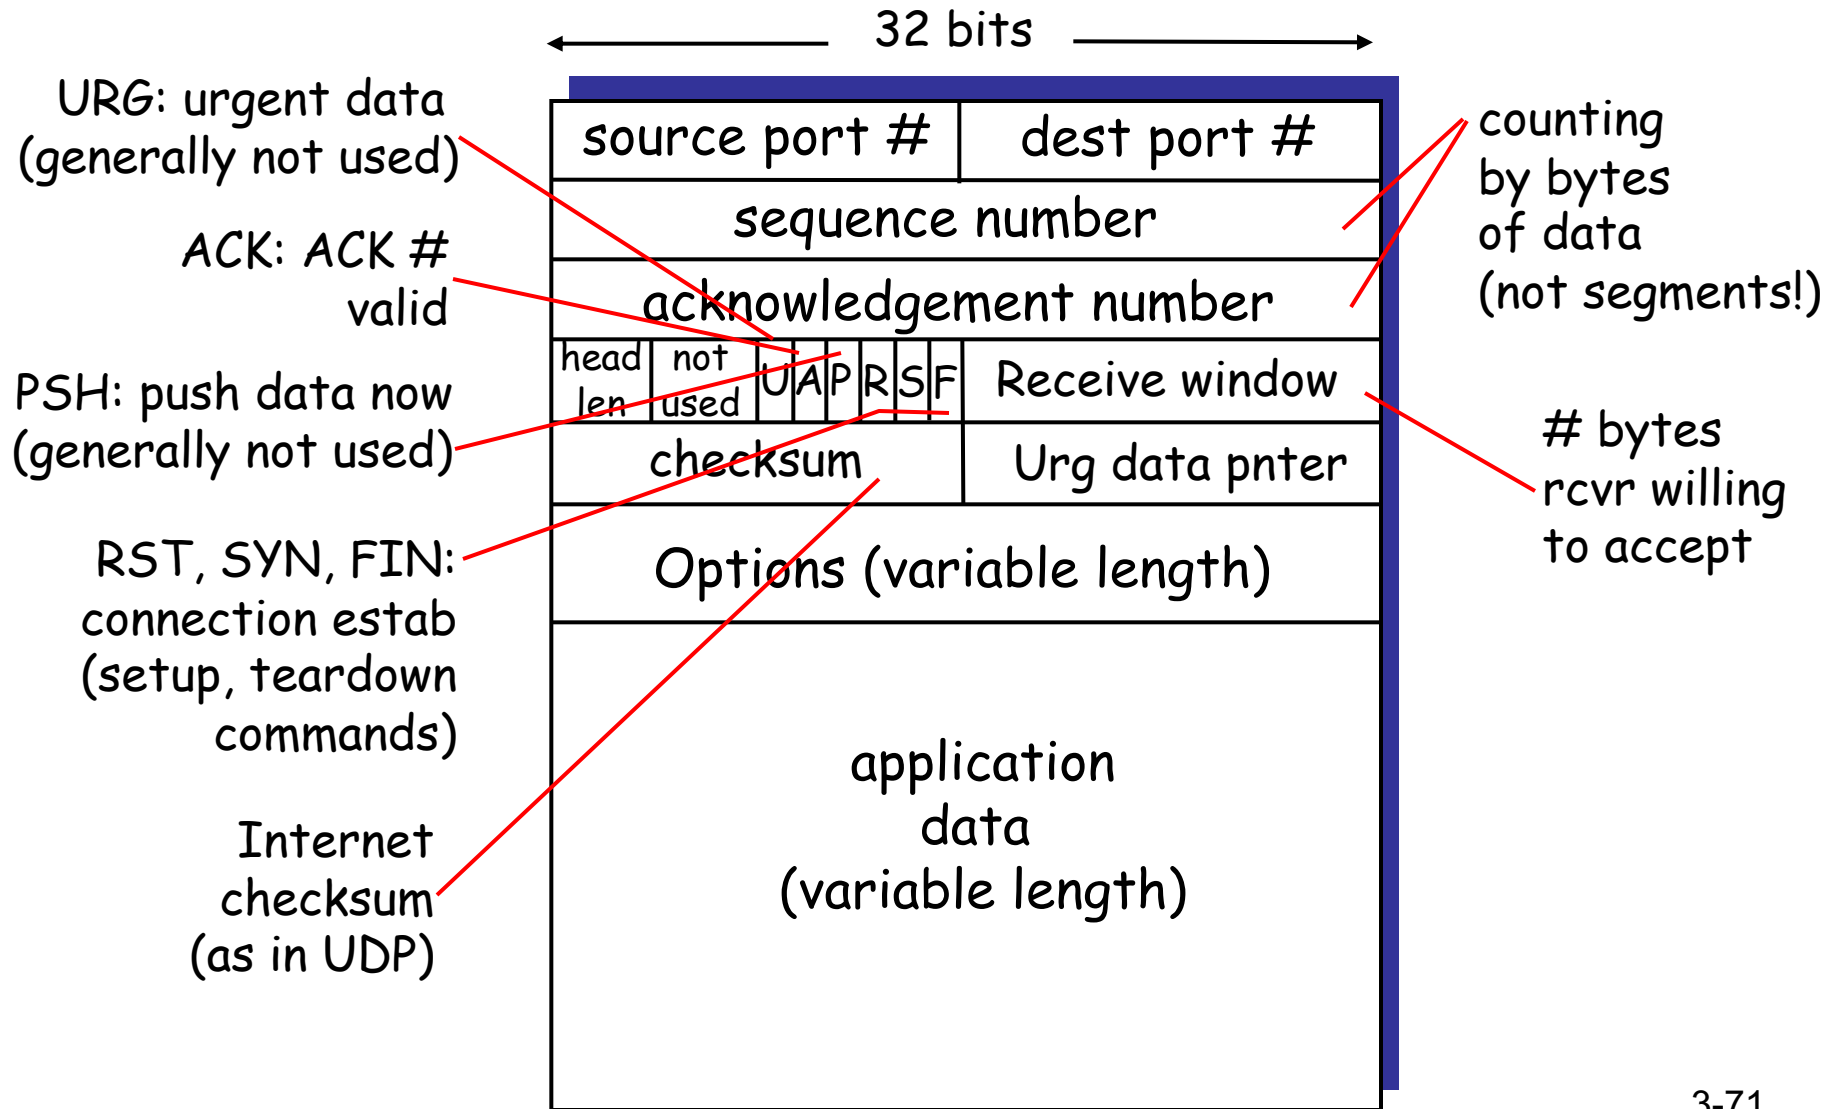 32 bits
URG: urgent data
(generally not used)
ACK: ACK #
valid
PSH: push data now
(generally not used)
RST, SYN, FIN:
connection estab
(setup, teardown
commands)
Internet
checksum
(as in UDP)
source port #
dest port #
sequence number
acknowledgement number
head
len
not
used
U
A
P
R
S
F
Receive window
checksum
Urg data pnter
Options (variable length)
application
data
(variable length)
counting
by bytes
of data
(not segments!)
# bytes
rcvr willing
to accept
3-71